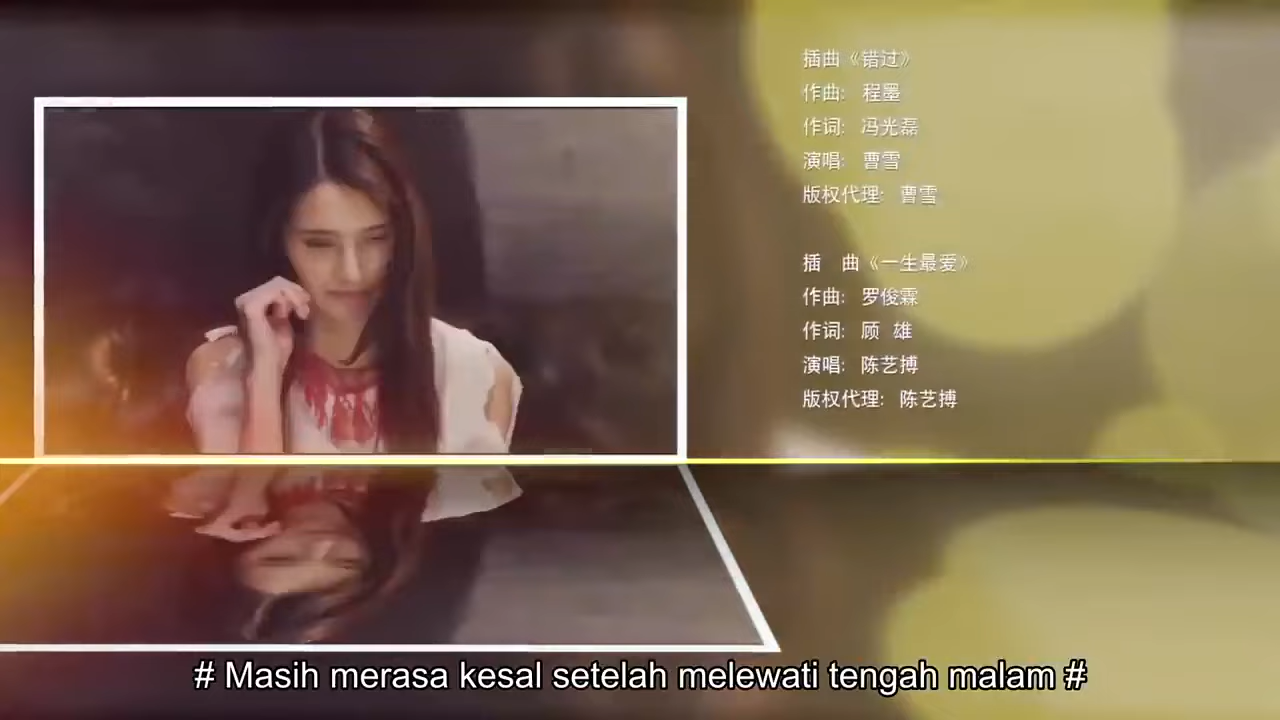 插曲《错过》
作曲: 程墨
作词: 冯光磊
演唱: 曹雪
版权代理: 曹雪
插 曲《一生最爱》
作曲: 罗俊霖
作词: 顾 雄
演唱: 陈艺搏
版权代理: 陈艺搏
# Masih merasa kesal setelah melewati tengah malam #